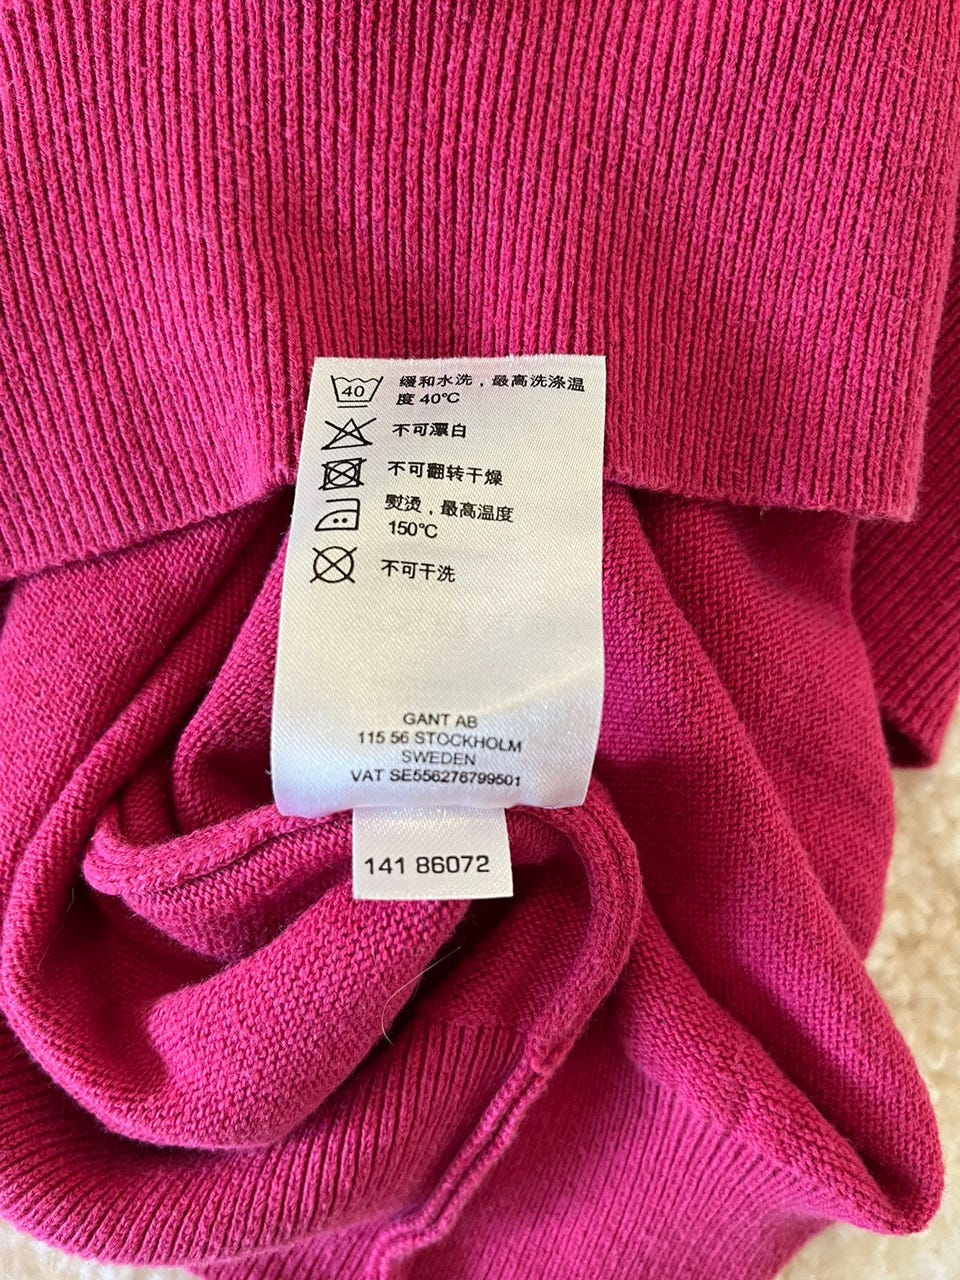 40
缓和水洗，最高洗涤温
度 40℃
不可漂白
不可翻转干燥
熨烫，最高温度
150℃
不可干洗
GANT AB
115 56 STOCKHOLM
SWEDEN
VAT SE556276799501
141 86072